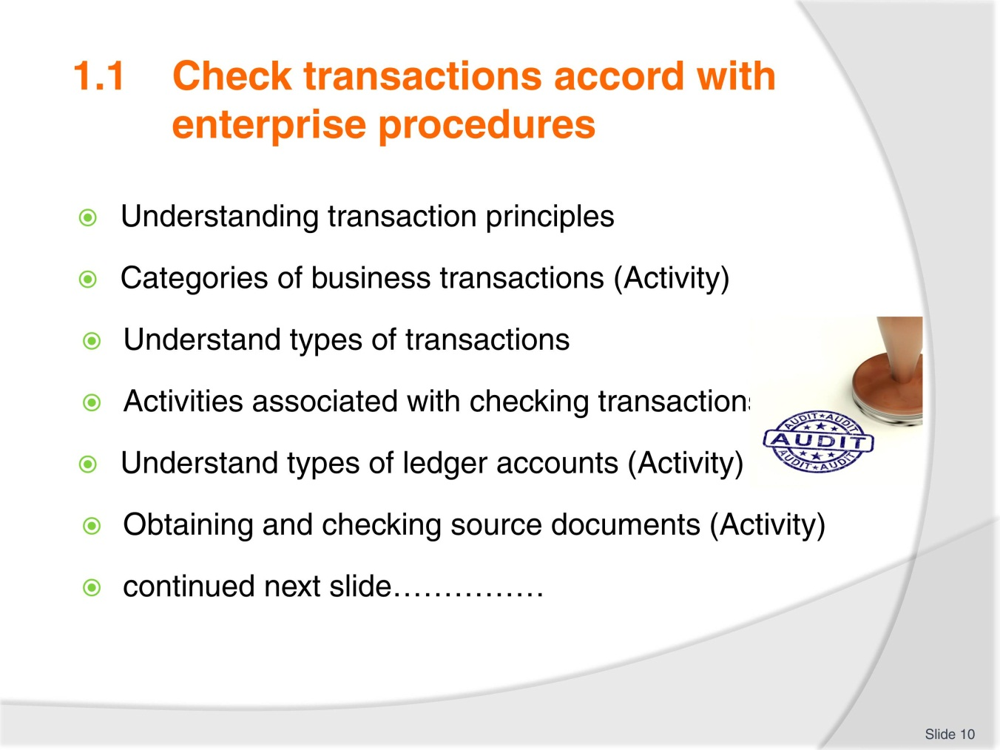 1.1 Check transactions accord with
enterprise procedures
Understanding transaction principles
Categories of business transactions (Activity)
Understand types of transactions
Activities associated with checking transactions
Understand types of ledger accounts (Activity)
Obtaining and checking source documents (Activity)
continued next slide……………
AUDIT★AUDIT
AUDIT
AUDIT★AUDIT
Slide 10